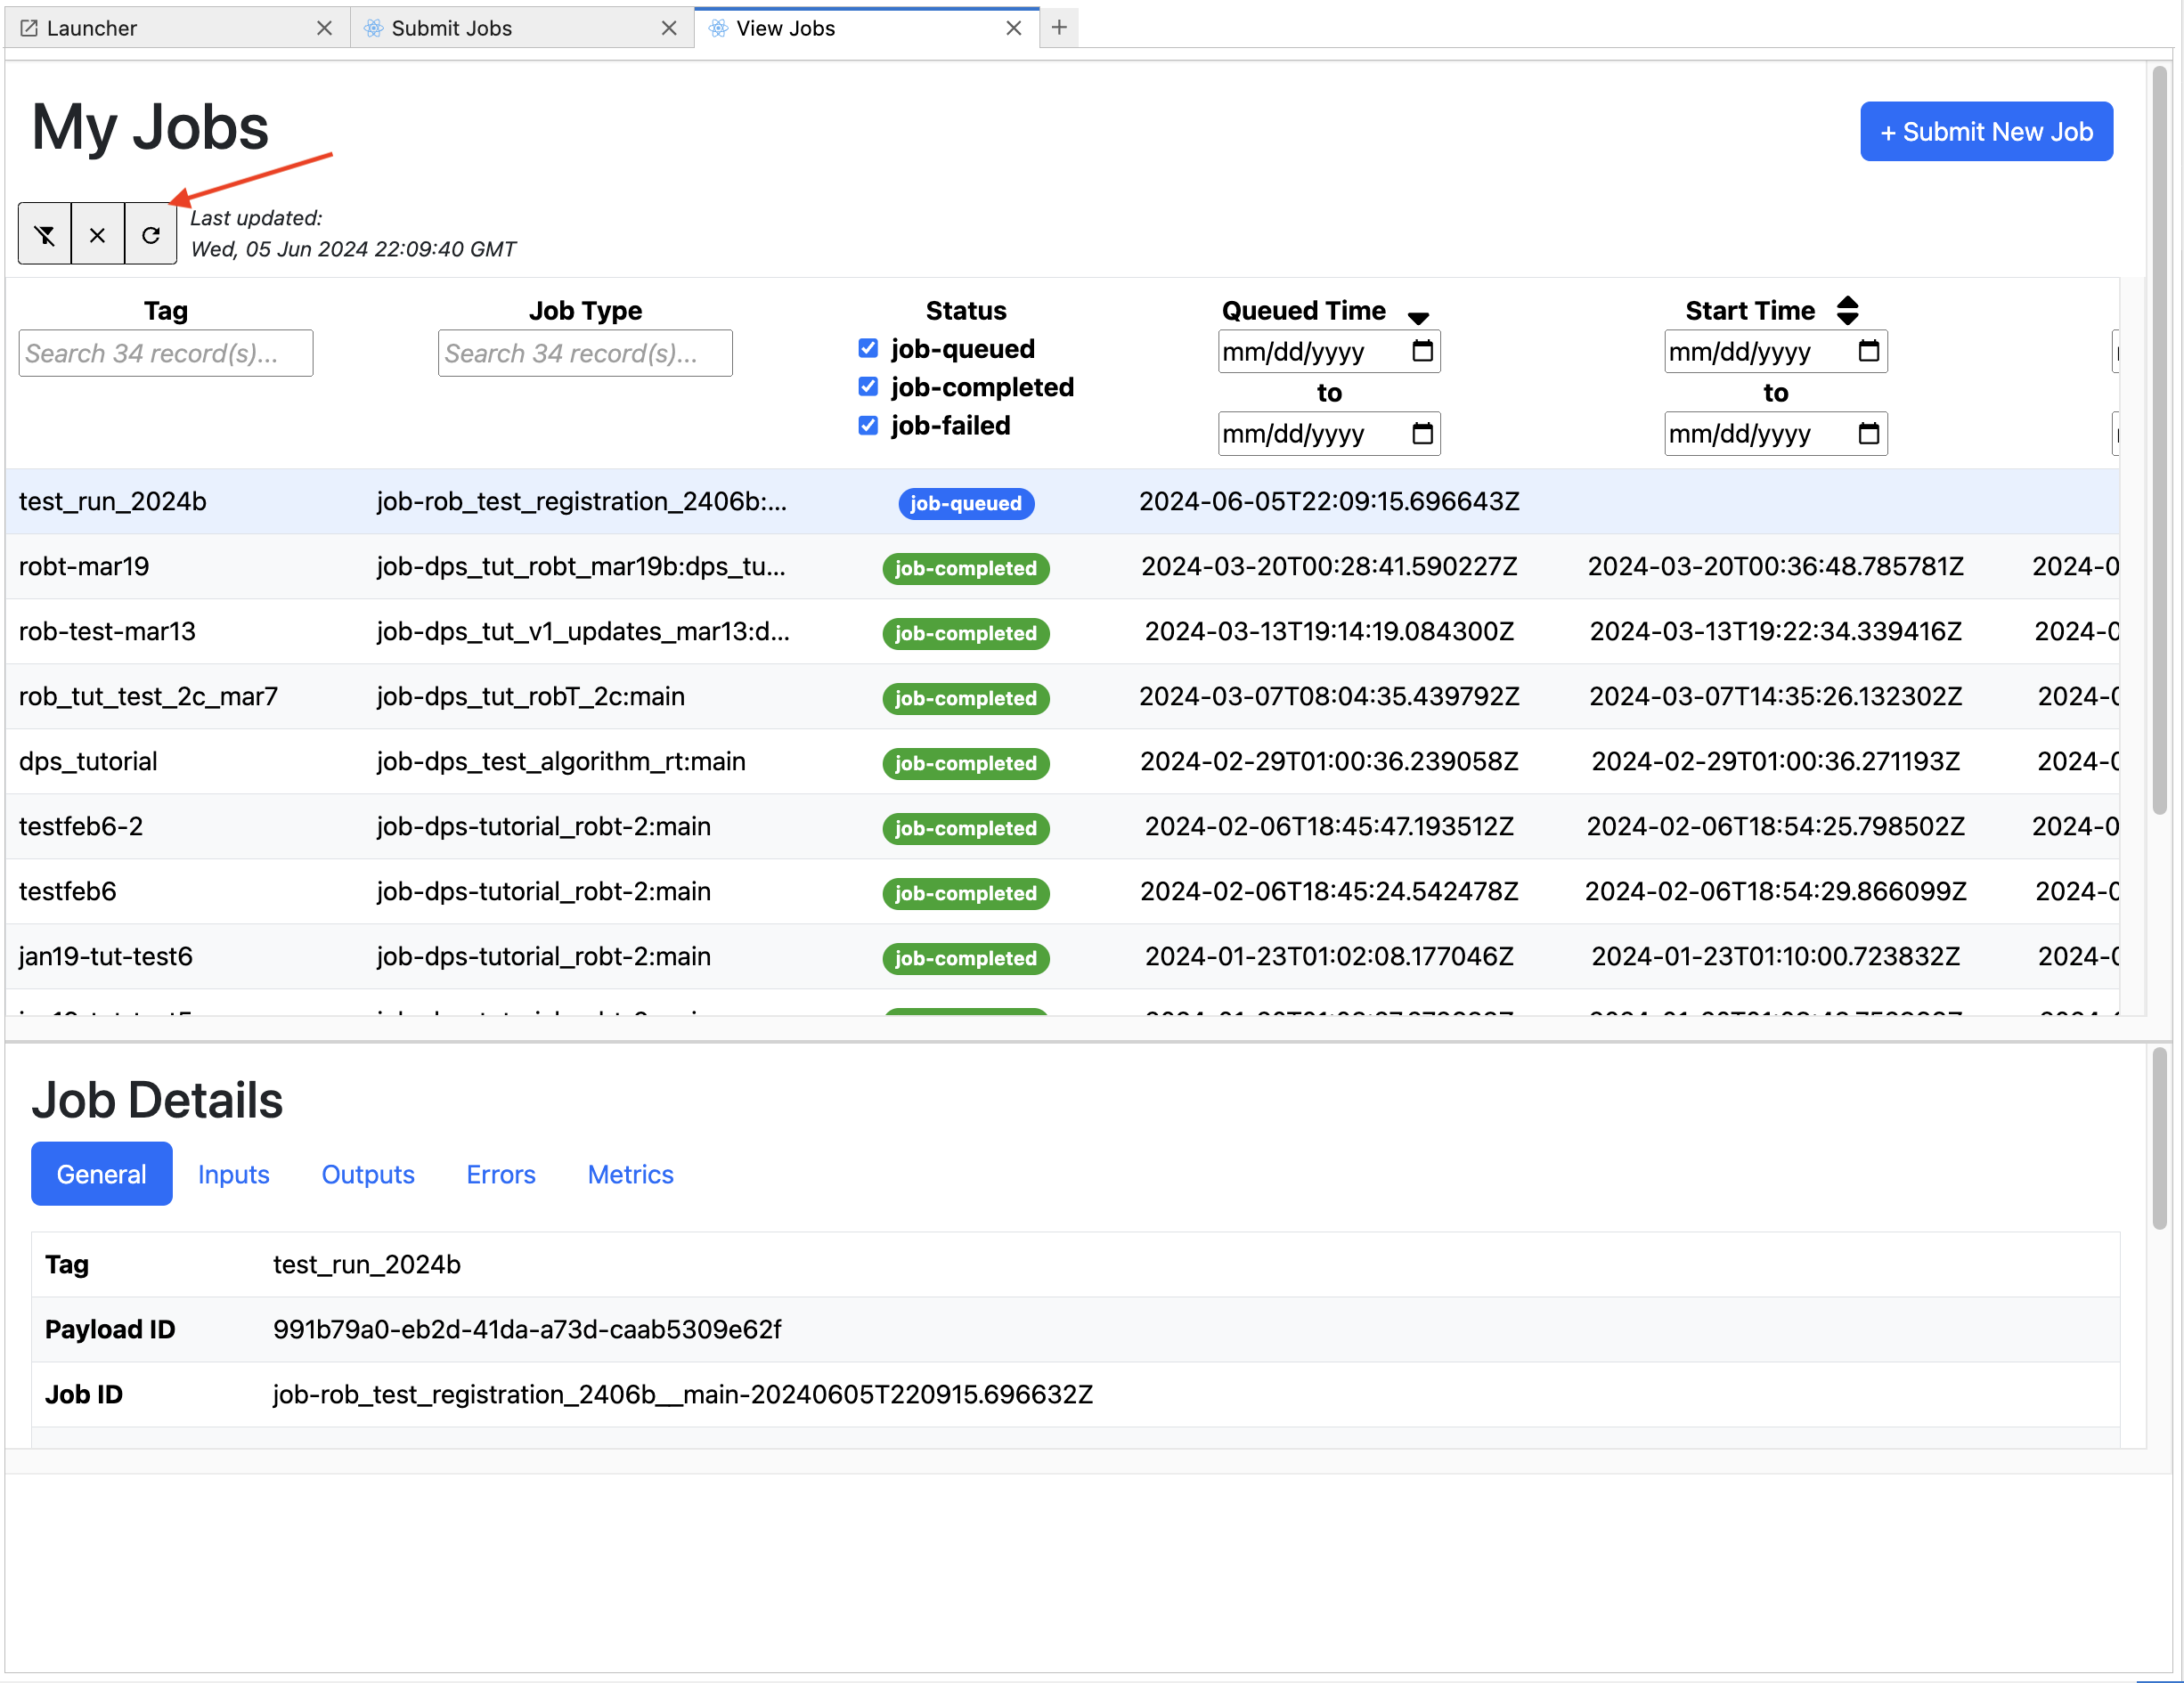 Launcher
Submit Jobs
View Jobs
My Jobs
+ Submit New Job
Last updated:
Wed, 05 Jun 2024 22:09:40 GMT
Tag Job Type Status Queued Time Start Time
Search 34 record(s)... Search 34 record(s)... job-queued mm/dd/yyyy mm/dd/yyyy
job-completed to to
job-failed mm/dd/yyyy mm/dd/yyyy
test_run_2024b job-rob_test_registration_2406b:... job-queued 2024-06-05T22:09:15.696643Z
robt-mar19 job-dps_tut_robt_mar19b:dps_tu... job-completed 2024-03-20T00:28:41.590227Z 2024-03-20T00:36:48.785781Z 2024-0
rob-test-mar13 job-dps_tut_v1_updates_mar13:d... job-completed 2024-03-13T19:14:19.084300Z 2024-03-13T19:22:34.339416Z 2024-0
rob_tut_test_2c_mar7 job-dps_tut_robT_2c:main job-completed 2024-03-07T08:04:35.439792Z 2024-03-07T14:35:26.132302Z 2024-0
dps_tutorial job-dps_test_algorithm_rt:main job-completed 2024-02-29T01:00:36.239058Z 2024-02-29T01:00:36.271193Z 2024-0
testfeb6-2 job-dps-tutorial_robt-2:main job-completed 2024-02-06T18:45:47.193512Z 2024-02-06T18:54:25.798502Z 2024-0
testfeb6 job-dps-tutorial_robt-2:main job-completed 2024-02-06T18:45:24.542478Z 2024-02-06T18:54:29.866099Z 2024-0
jan19-tut-test6 job-dps-tutorial_robt-2:main job-completed 2024-01-23T01:02:08.177046Z 2024-01-23T01:10:00.723832Z 2024-0
Job Details
General Inputs Outputs Errors Metrics
Tag test_run_2024b
Payload ID 991b79a0-eb2d-41da-a73d-caab5309e62f
Job ID job-rob_test_registration_2406b__main-20240605T220915.696632Z